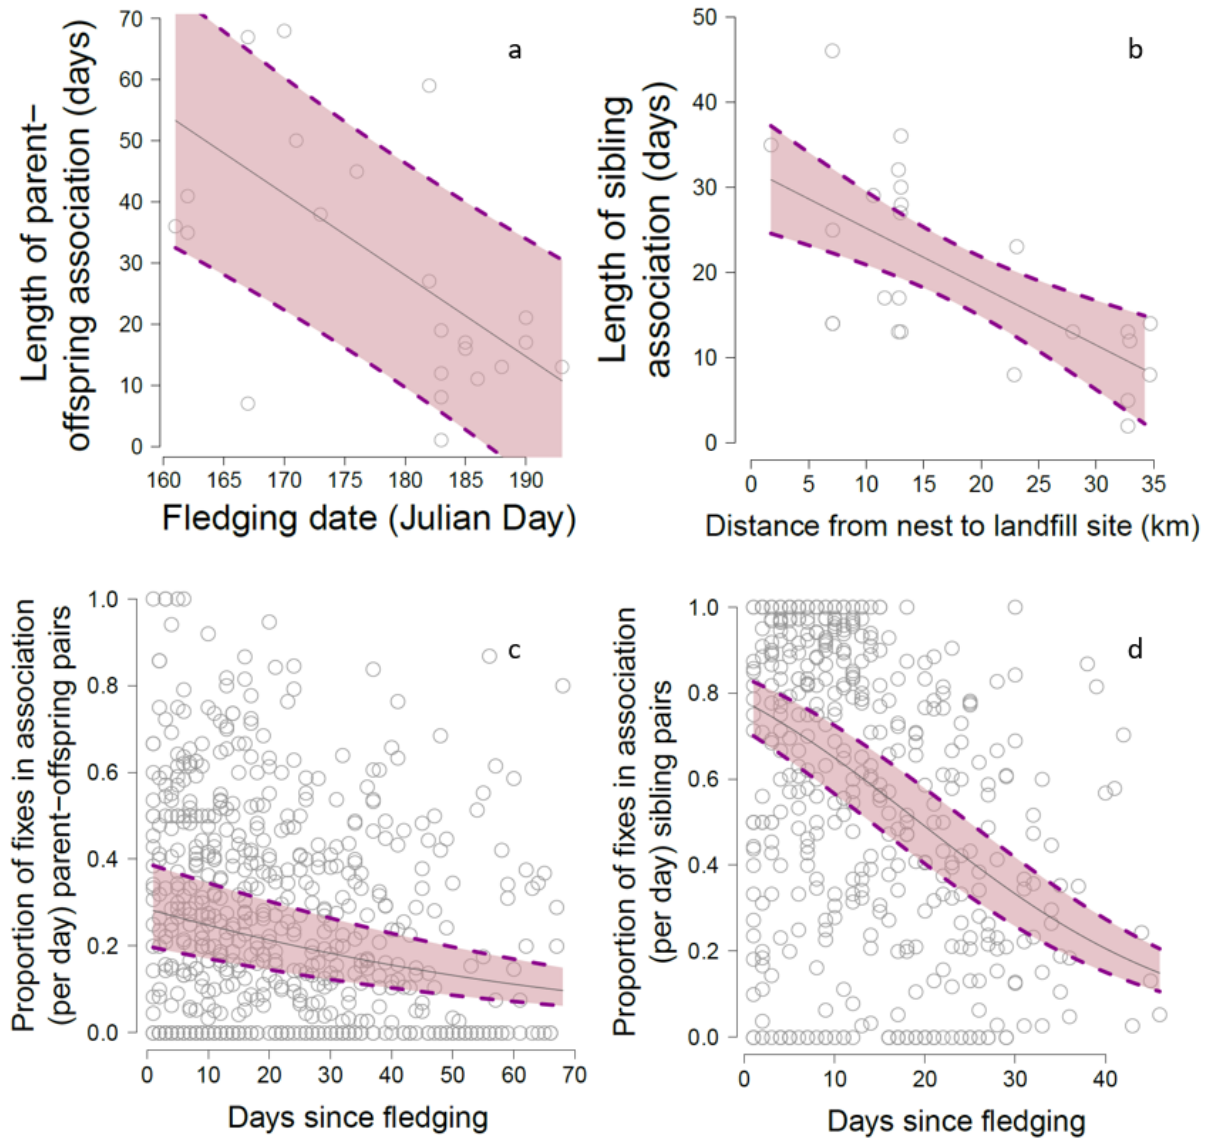 a
Length of parent–
offspring association (days)
70
60
50
40
30
20
10
0
160 165 170 175 180 185 190
Fledging date (Julian Day)
b
Length of sibling
association (days)
50
40
30
20
10
0
0 5 10 15 20 25 30 35
Distance from nest to landfill site (km)
c
Proportion of fixes in association
(per day) parent–offspring pairs
1.0
0.8
0.6
0.4
0.2
0.0
0 10 20 30 40 50 60 70
Days since fledging
d
Proportion of fixes in association
(per day) sibling pairs
1.0
0.8
0.6
0.4
0.2
0.0
0 10 20 30 40
Days since fledging